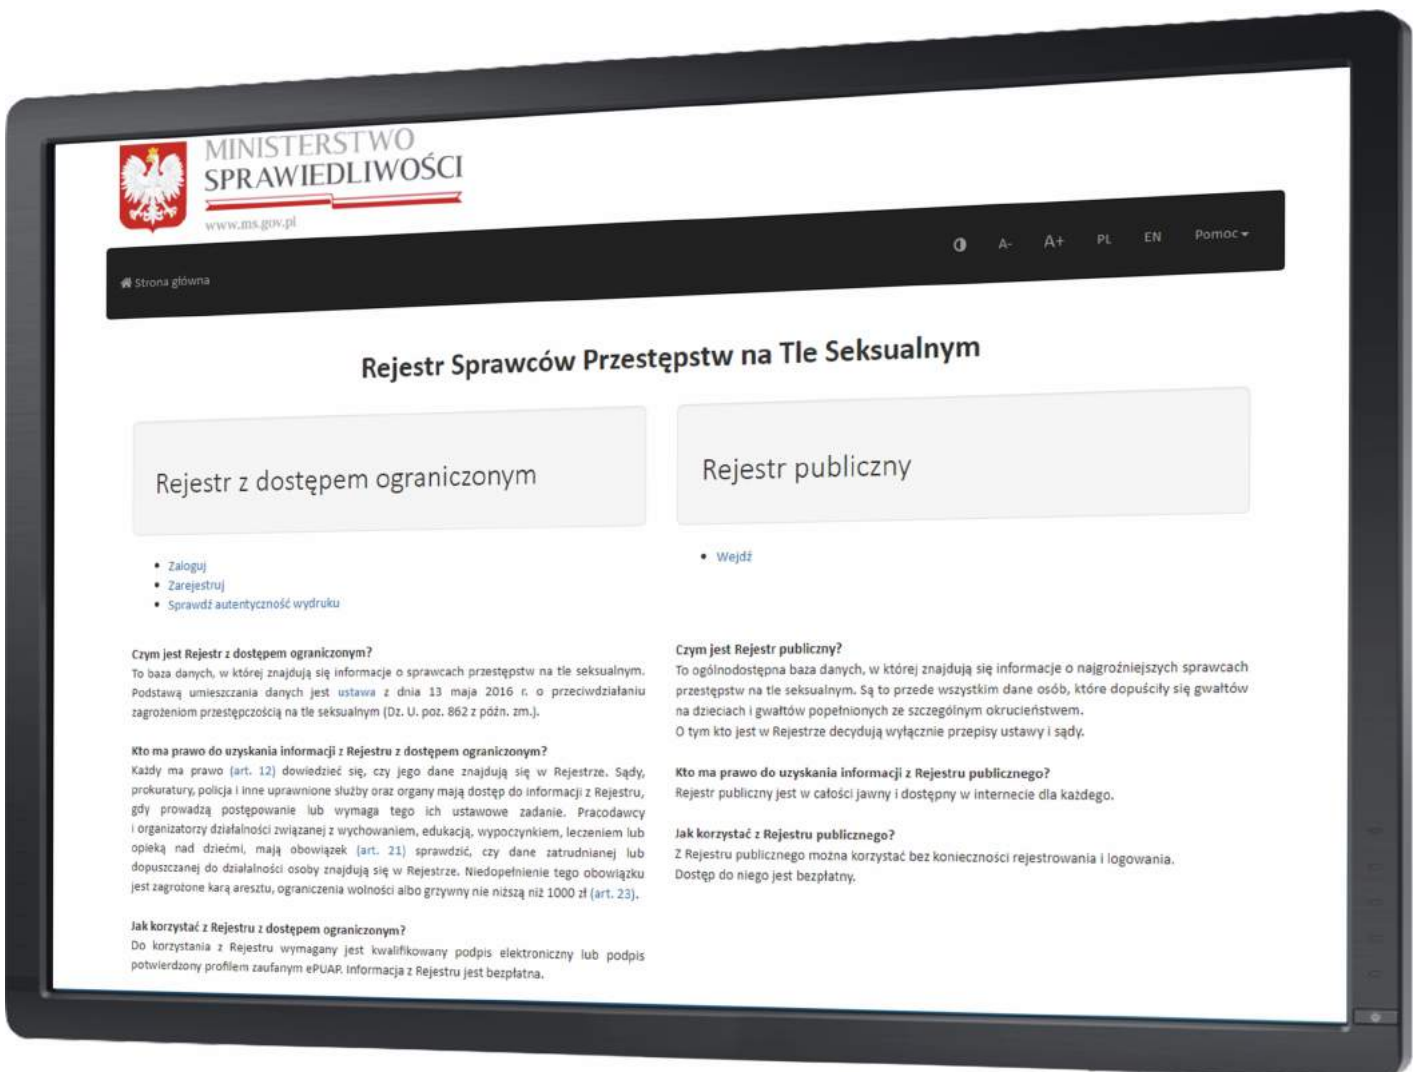 MINISTERSTWO
SPRAWIEDLIWOŚCI
www.ms.gov.pl
Strona główna
A-
A+
PL
EN
Pomoc
Rejestr Sprawców Przestępstw na Tle Seksualnym
Rejestr z dostępem ograniczonym
• Zaloguj
• Zarejestruj
• Sprawdź autentyczność wydruku
Czym jest Rejestr z dostępem ograniczonym?
To baza danych, w której znajdują się informacje o sprawcach przestępstw na tle seksualnym.
Podstawą umieszczania danych jest ustawa z dnia 13 maja 2016 r. o przeciwdziałaniu
zagrożeniom przestępczością na tle seksualnym (Dz. U. poz. 862 z późn. zm.).
Kto ma prawo do uzyskania informacji z Rejestru z dostępem ograniczonym?
Każdy ma prawo (art. 12) dowiedzieć się, czy jego dane znajdują się w Rejestrze. Sądy,
prokuratury, policja i inne uprawnione służby oraz organy mają dostęp do informacji z Rejestru,
gdy prowadzą postępowanie lub wymaga tego ich ustawowe zadanie. Pracodawcy
i organizatorzy działalności związanej z wychowaniem, edukacją, wypoczynkiem, leczeniem lub
opieką nad dziećmi, mają obowiązek (art. 21) sprawdzić, czy dane zatrudnianej lub
dopuszczanej do działalności osoby znajdują się w Rejestrze. Niedopełnienie tego obowiązku
jest zagrożone karą aresztu, ograniczenia wolności albo grzywny nie niższą niż 1000 zł (art. 23).
Jak korzystać z Rejestru z dostępem ograniczonym?
Do korzystania z Rejestru wymagany jest kwalifikowany podpis elektroniczny lub podpis
potwierdzony profilem zaufanym ePUAP. Informacja z Rejestru jest bezpłatna.
Rejestr publiczny
• Wejdź
Czym jest Rejestr publiczny?
To ogólnodostępna baza danych, w której znajdują się informacje o najgroźniejszych sprawcach
przestępstw na tle seksualnym. Są to przede wszystkim dane osób, które dopuściły się gwałtów
na dzieciach i gwałtów popełnionych ze szczególnym okrucieństwem.
O tym kto jest w Rejestrze decydują wyłącznie przepisy ustawy i sądy.
Kto ma prawo do uzyskania informacji z Rejestru publicznego?
Rejestr publiczny jest w całości jawny i dostępny w internecie dla każdego.
Jak korzystać z Rejestru publicznego?
Z Rejestru publicznego można korzystać bez konieczności rejestrowania i logowania.
Dostęp do niego jest bezpłatny.